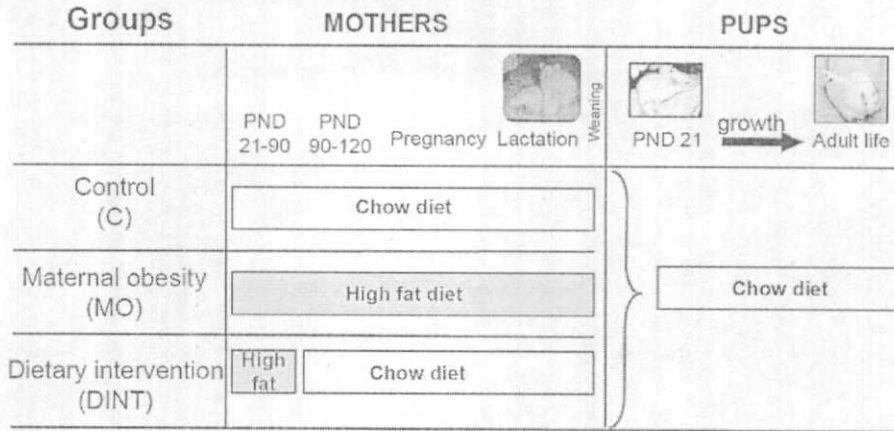 Groups
MOTHERS
PUPS
PND
21-90
PND
90-120
Pregnancy
Lactation
Weaning
PND 21
growth
Adult life
Control
(C)
Chow diet
Maternal obesity
(MO)
High fat diet
Chow diet
Dietary intervention
(DINT)
High
fat
Chow diet